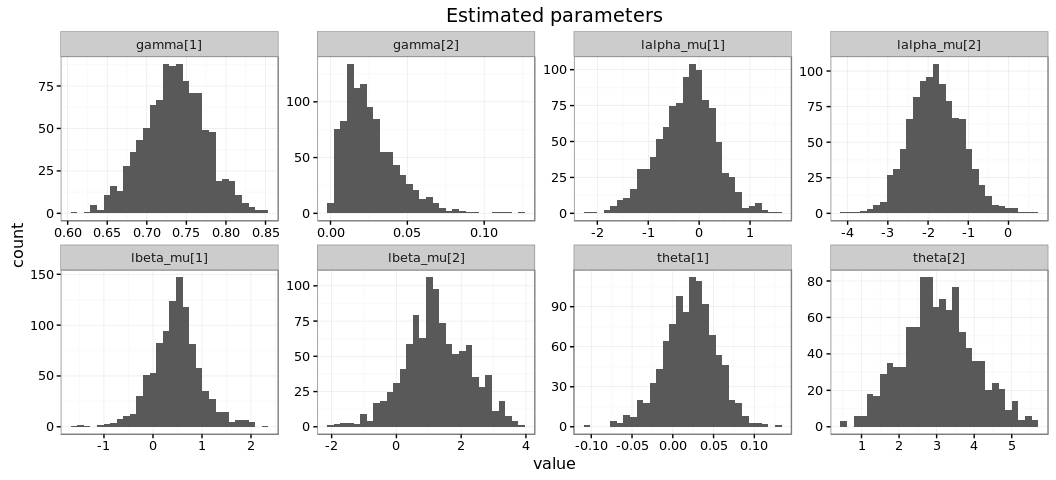 Estimated parameters
gamma[1] gamma[2] lalpha_mu[1] lalpha_mu[2]
75 50 25 0
100 50 0
100 75 50 25 0
100 75 50 25 0
0.60 0.65 0.70 0.75 0.80 0.85
0.00 0.05 0.10
-2 -1 0 1
-4 -3 -2 -1 0
count
lbeta_mu[1] lbeta_mu[2] theta[1] theta[2]
150 100 50 0
100 75 50 25 0
90 60 30 0
80 60 40 20 0
-1 0 1 2
-2 0 2 4
-0.10 -0.05 0.00 0.05 0.10
1 2 3 4 5
value